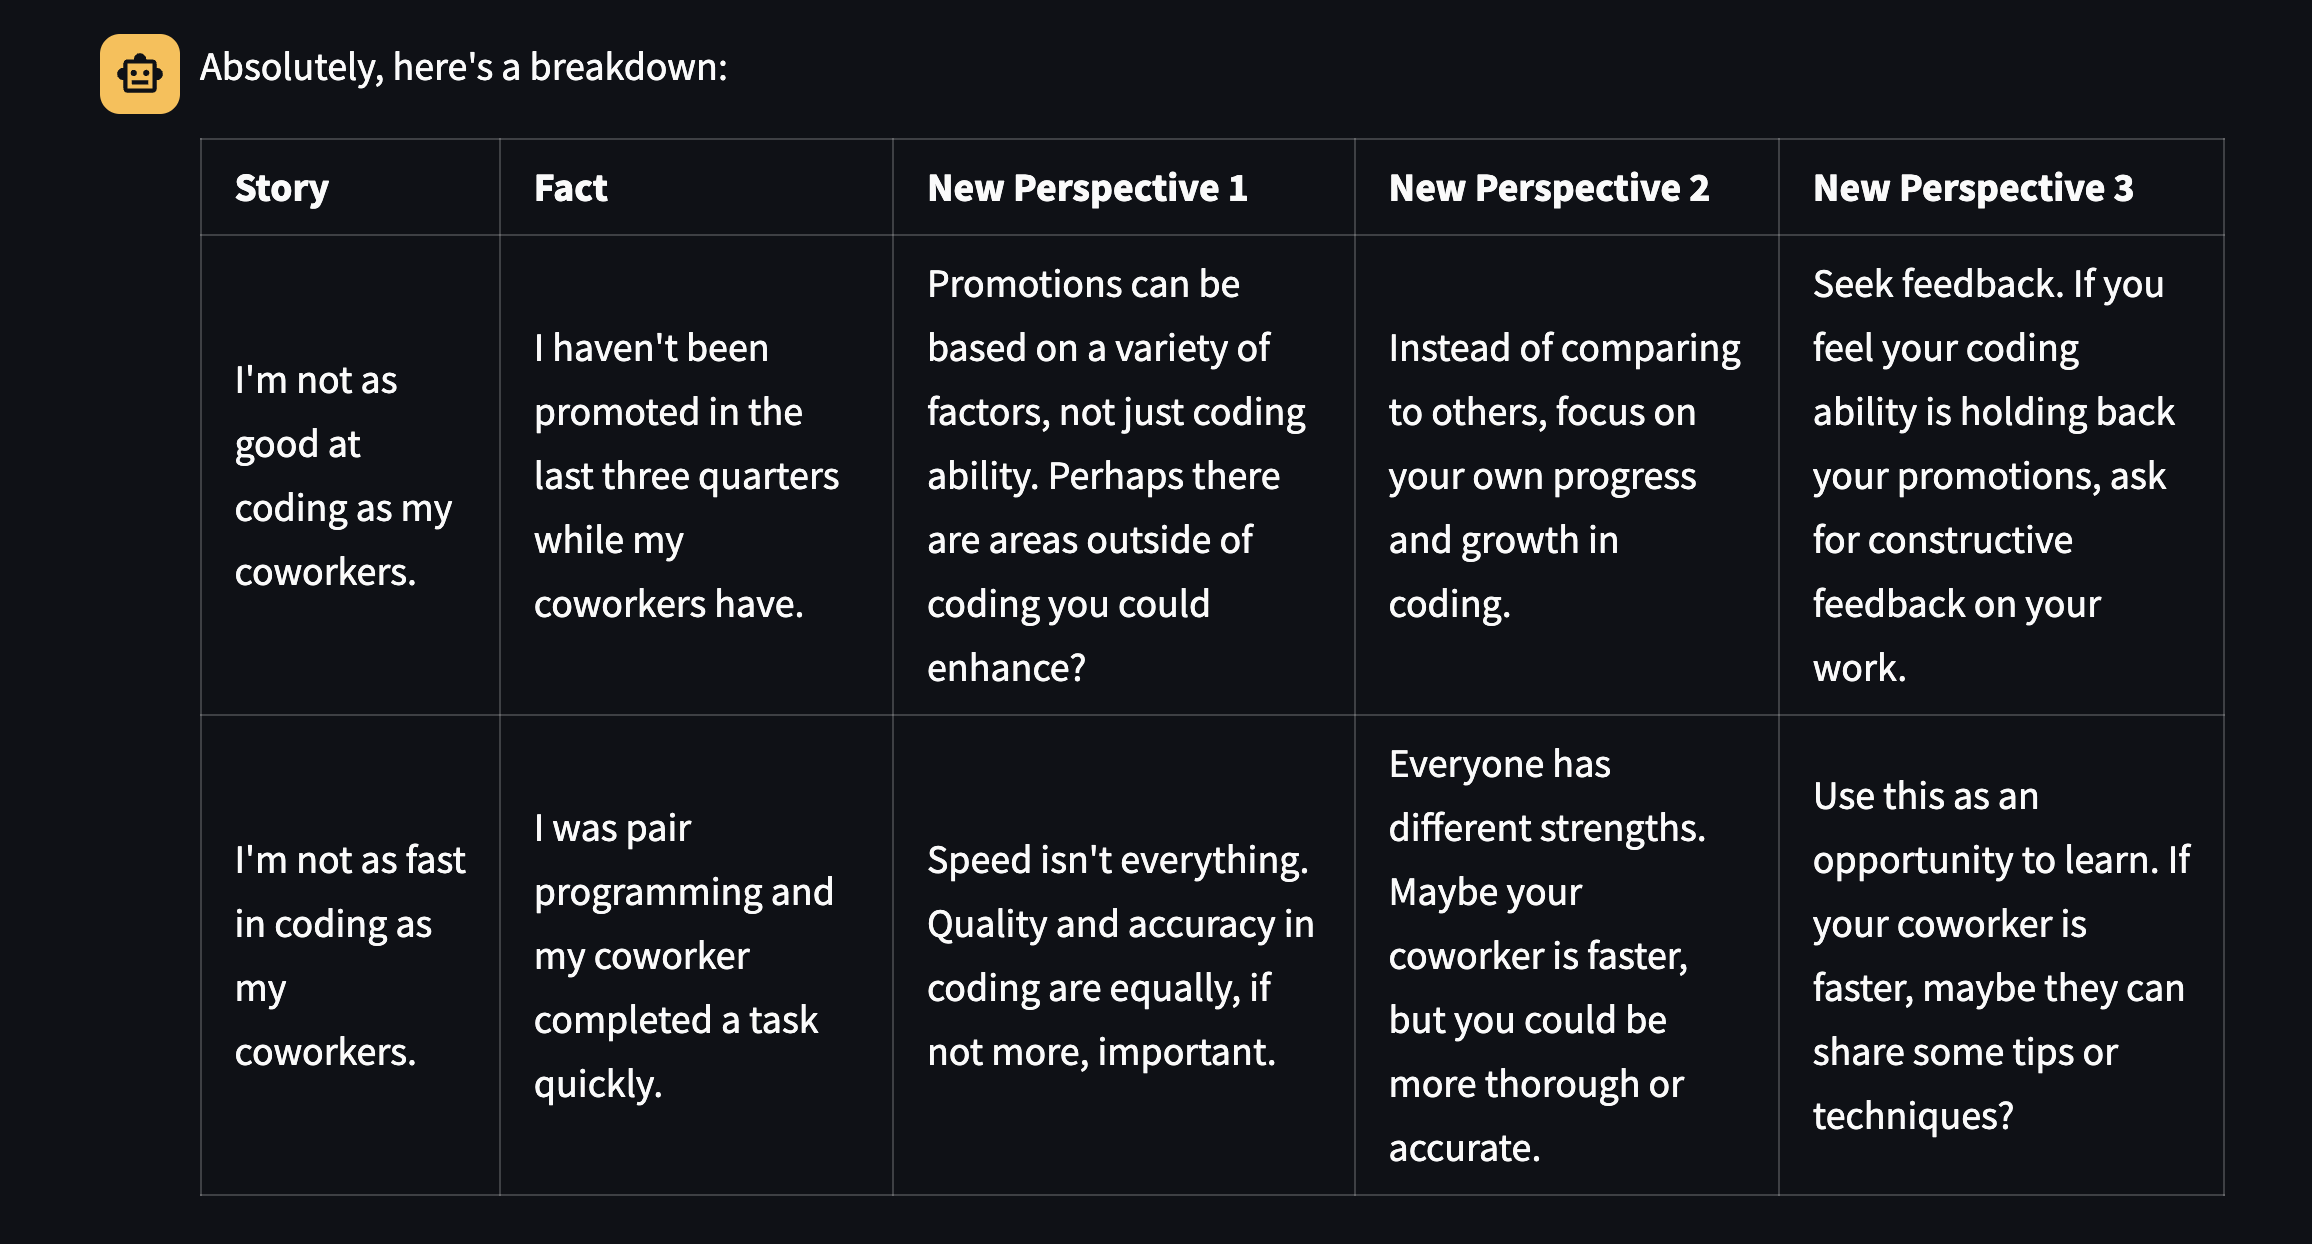 Absolutely, here's a breakdown:
Story
Fact
New Perspective 1
New Perspective 2
New Perspective 3
I'm not as
good at
coding as my
coworkers.
I haven't been
promoted in the
last three quarters
while my
coworkers have.
Promotions can be
based on a variety of
factors, not just coding
ability. Perhaps there
are areas outside of
coding you could
enhance?
Instead of comparing
to others, focus on
your own progress
and growth in
coding.
Seek feedback. If you
feel your coding
ability is holding back
your promotions, ask
for constructive
feedback on your
work.
I'm not as fast
in coding as
my
coworkers.
I was pair
programming and
my coworker
completed a task
quickly.
Speed isn't everything.
Quality and accuracy in
coding are equally, if
not more, important.
Everyone has
different strengths.
Maybe your
coworker is faster,
but you could be
more thorough or
accurate.
Use this as an
opportunity to learn. If
your coworker is
faster, maybe they can
share some tips or
techniques?